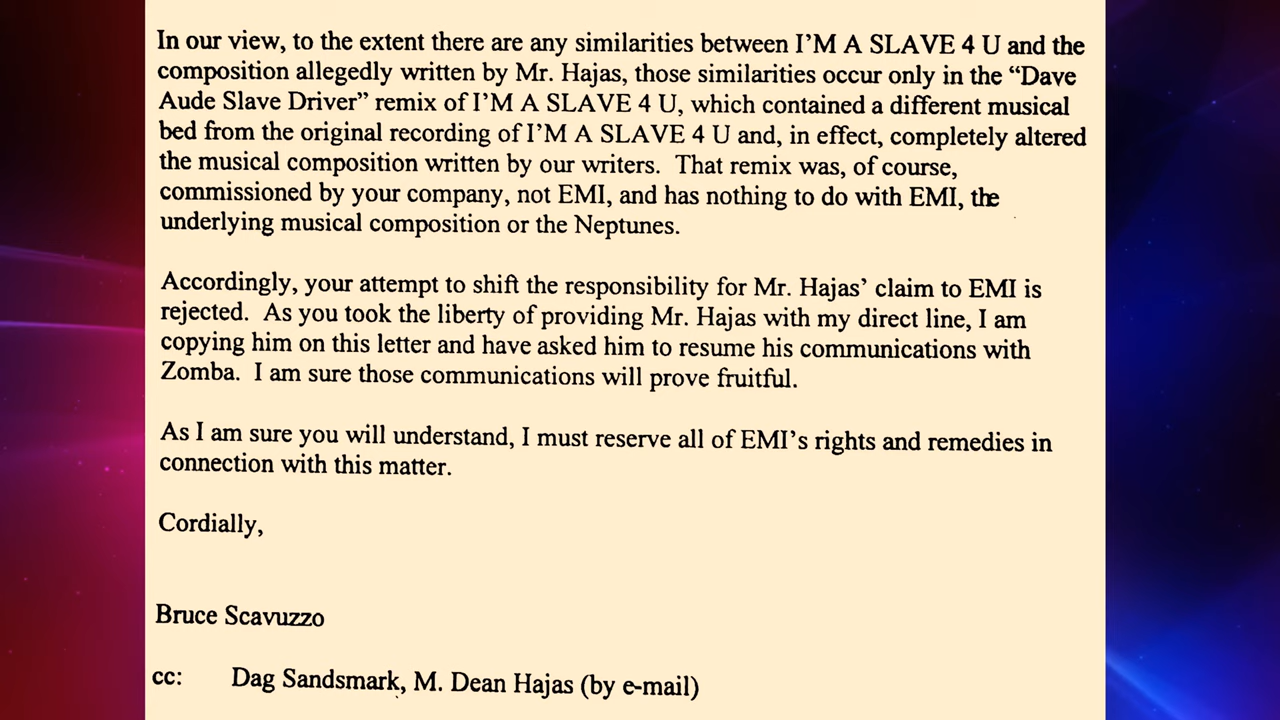 In our view, to the extent there are any similarities between I'M A SLAVE 4 U and the
composition allegedly written by Mr. Hajas, those similarities occur only in the “Dave
Aude Slave Driver” remix of I'M A SLAVE 4 U, which contained a different musical
bed from the original recording of I'M A SLAVE 4 U and, in effect, completely altered
the musical composition written by our writers. That remix was, of course,
commissioned by your company, not EMI, and has nothing to do with EMI, the
underlying musical composition or the Neptunes.
Accordingly, your attempt to shift the responsibility for Mr. Hajas’ claim to EMI is
rejected. As you took the liberty of providing Mr. Hajas with my direct line, I am
copying him on this letter and have asked him to resume his communications with
Zomba. I am sure those communications will prove fruitful.
As I am sure you will understand, I must reserve all of EMI’s rights and remedies in
connection with this matter.
Cordially,
Bruce Scavuzzo
cc: Dag Sandsmark, M. Dean Hajas (by e-mail)